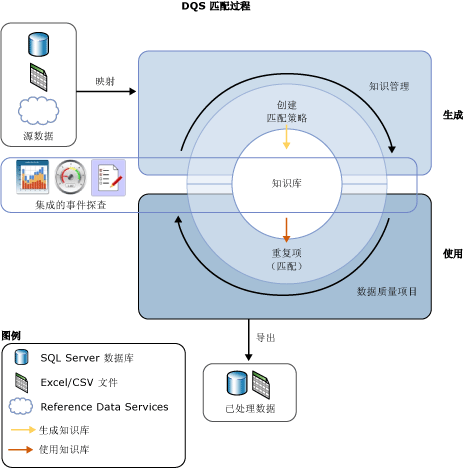 DQS 匹配过程
源数据
映射
创建
匹配策略
知识管理
生成
知识库
集成的事件探查
重复项
（匹配）
数据质量项目
使用
导出
已处理数据
图例
SQL Server 数据库
Excel/CSV 文件
Reference Data Services
生成知识库
使用知识库